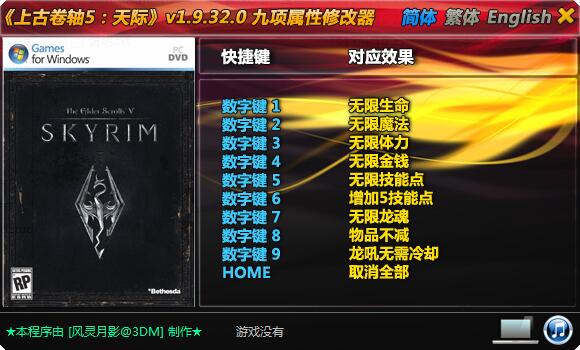 《上古卷轴5：天际》v1.9.32.0 九项属性修改器 简体 繁体 English
Games for Windows
PC DVD
快捷键 对应效果
The Elder Scrolls V
SKYRIM
数字键 1 无限生命
数字键 2 无限魔法
数字键 3 无限体力
数字键 4 无限金钱
数字键 5 无限技能点
数字键 6 增加5技能点
数字键 7 无限龙魂
数字键 8 物品不减
数字键 9 龙吼无需冷却
HOME 取消全部
RP
Bethesda
★本程序由 [风灵月影@3DM] 制作★ 游戏没有